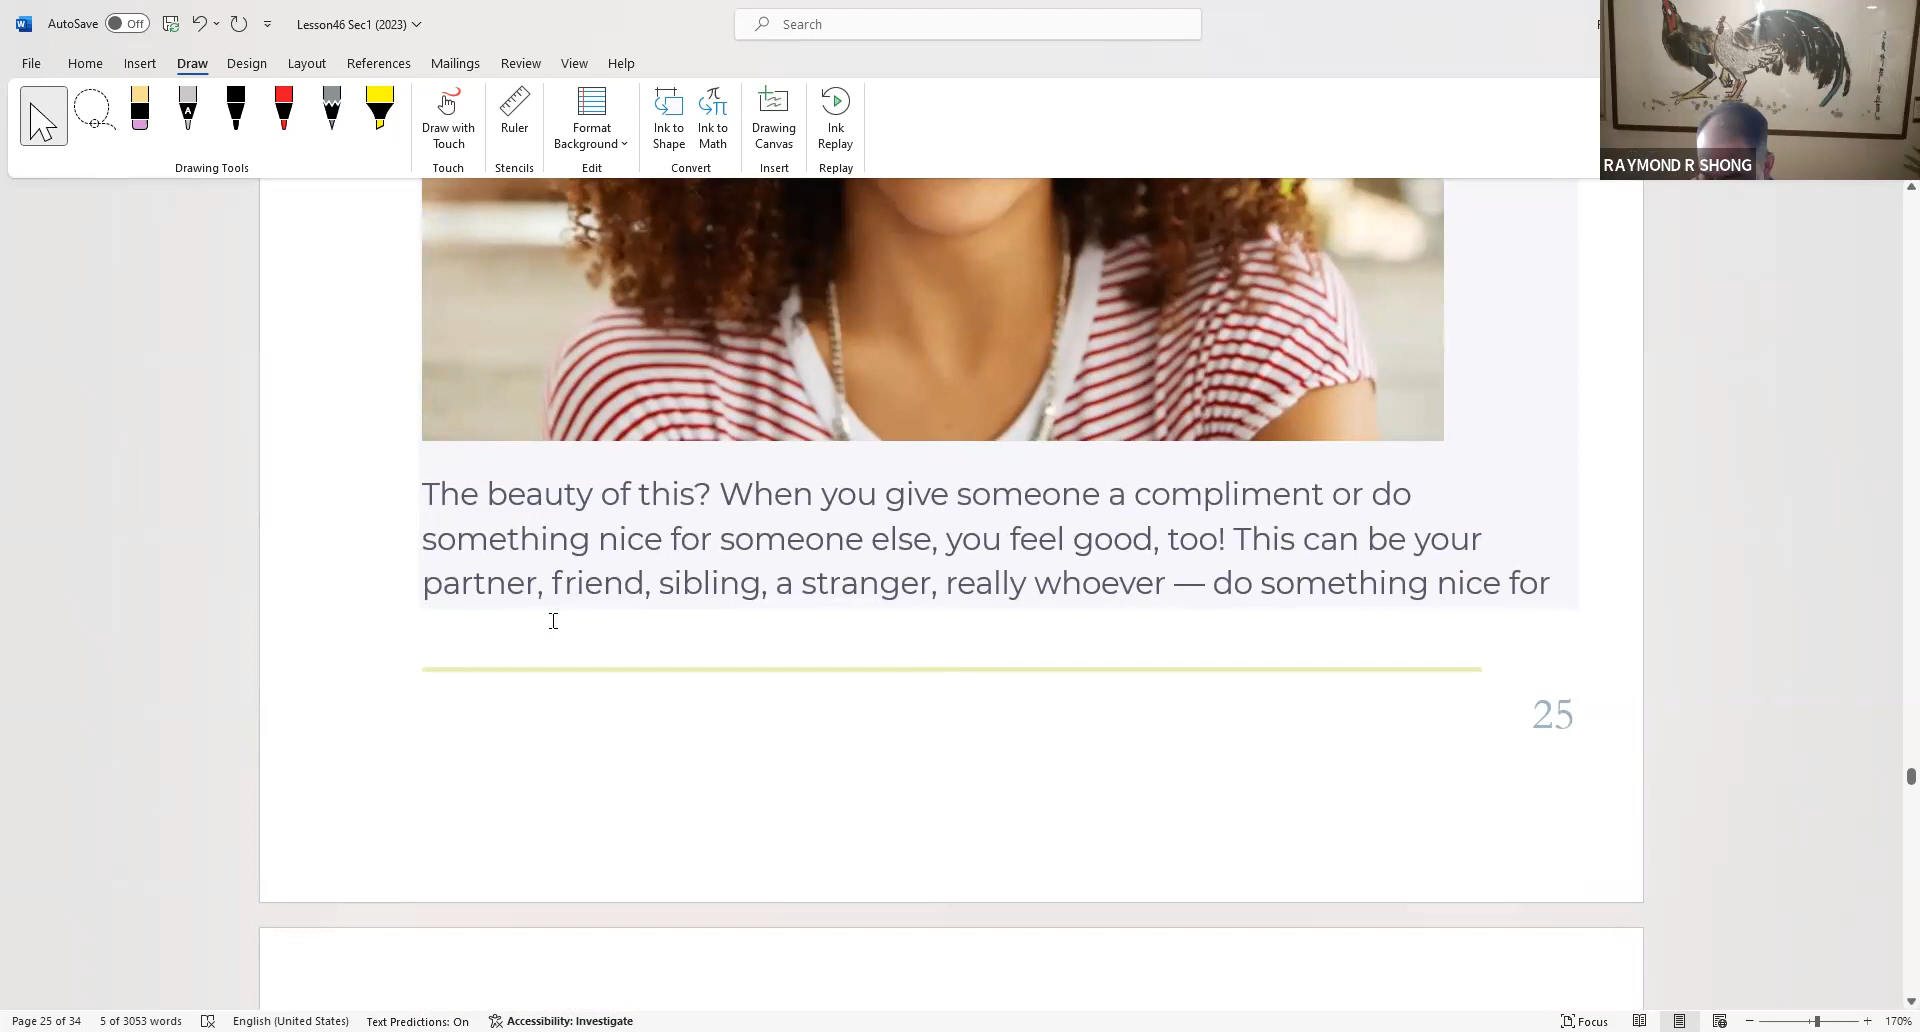 AutoSave Off Lesson46 Sec1 (2023) Search
File Home Insert Draw Design Layout References Mailings Review View Help
Draw with Touch
Ruler
Format Background
Ink to Shape
Ink to Math
Drawing Canvas
Ink Replay
Drawing Tools Touch Stencils Edit Convert Insert Replay
RAYMOND R SHONG
The beauty of this? When you give someone a compliment or do
something nice for someone else, you feel good, too! This can be your
partner, friend, sibling, a stranger, really whoever — do something nice for
25
Page 25 of 34 5 of 3053 words English (United States) Text Predictions: On Accessibility: Investigate Focus 170%